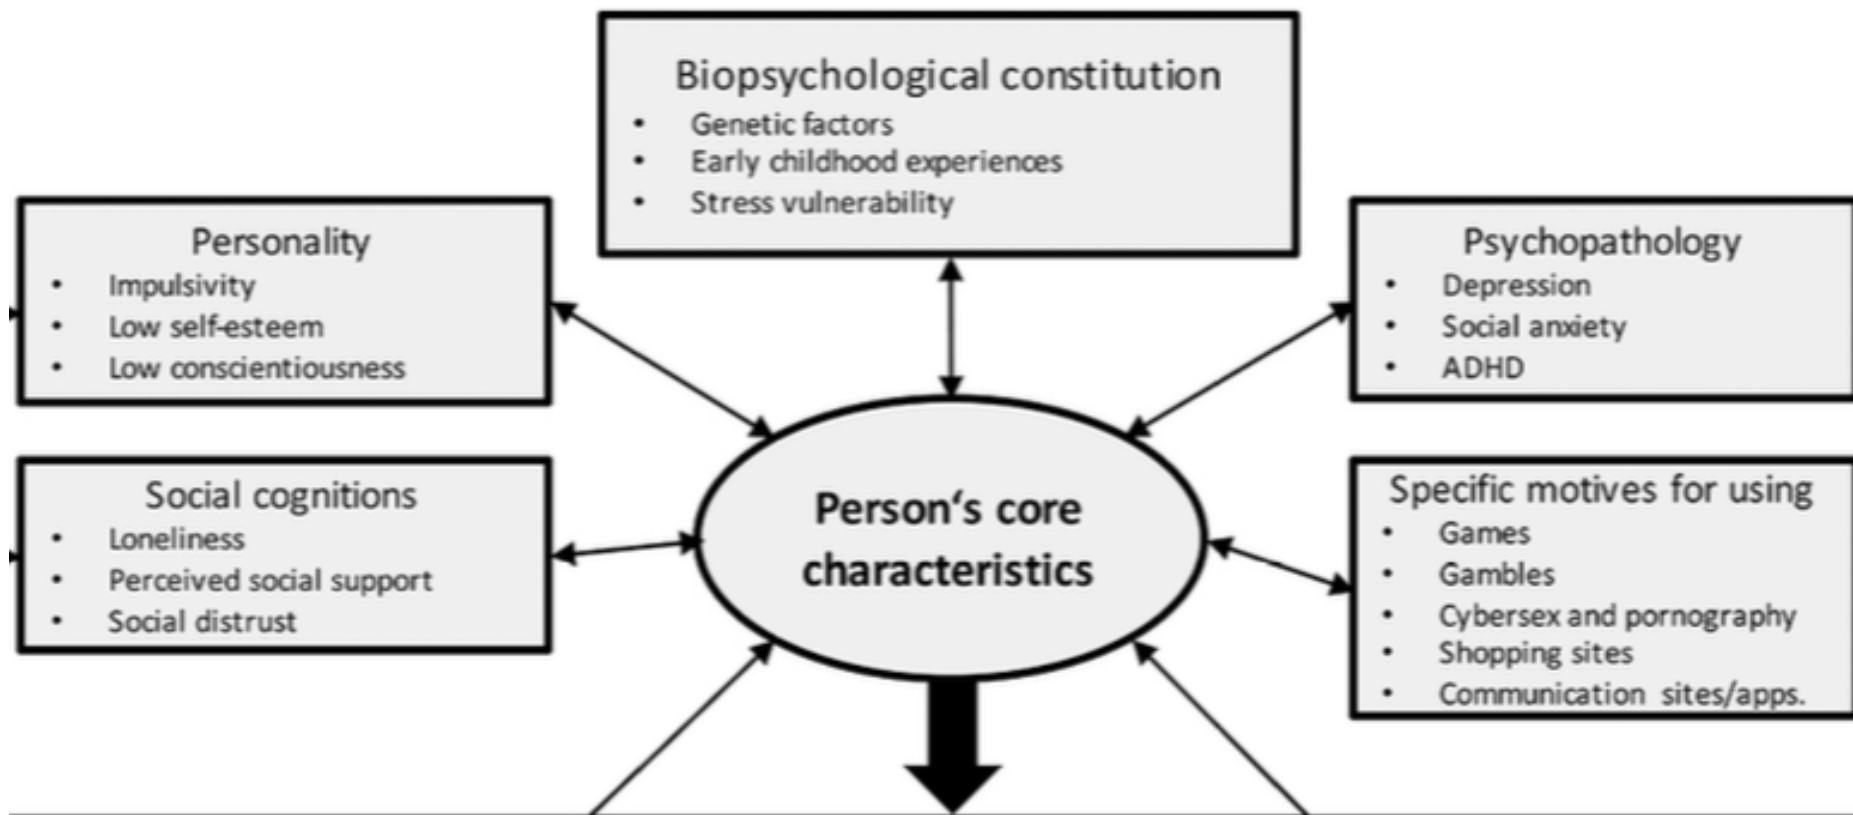 Biopsychological constitution
• Genetic factors
• Early childhood experiences
• Stress vulnerability
Personality
• Impulsivity
• Low self-esteem
• Low conscientiousness
Psychopathology
• Depression
• Social anxiety
• ADHD
Social cognitions
• Loneliness
• Perceived social support
• Social distrust
Person‘s core
characteristics
Specific motives for using
• Games
• Gambles
• Cybersex and pornography
• Shopping sites
• Communication sites/apps.